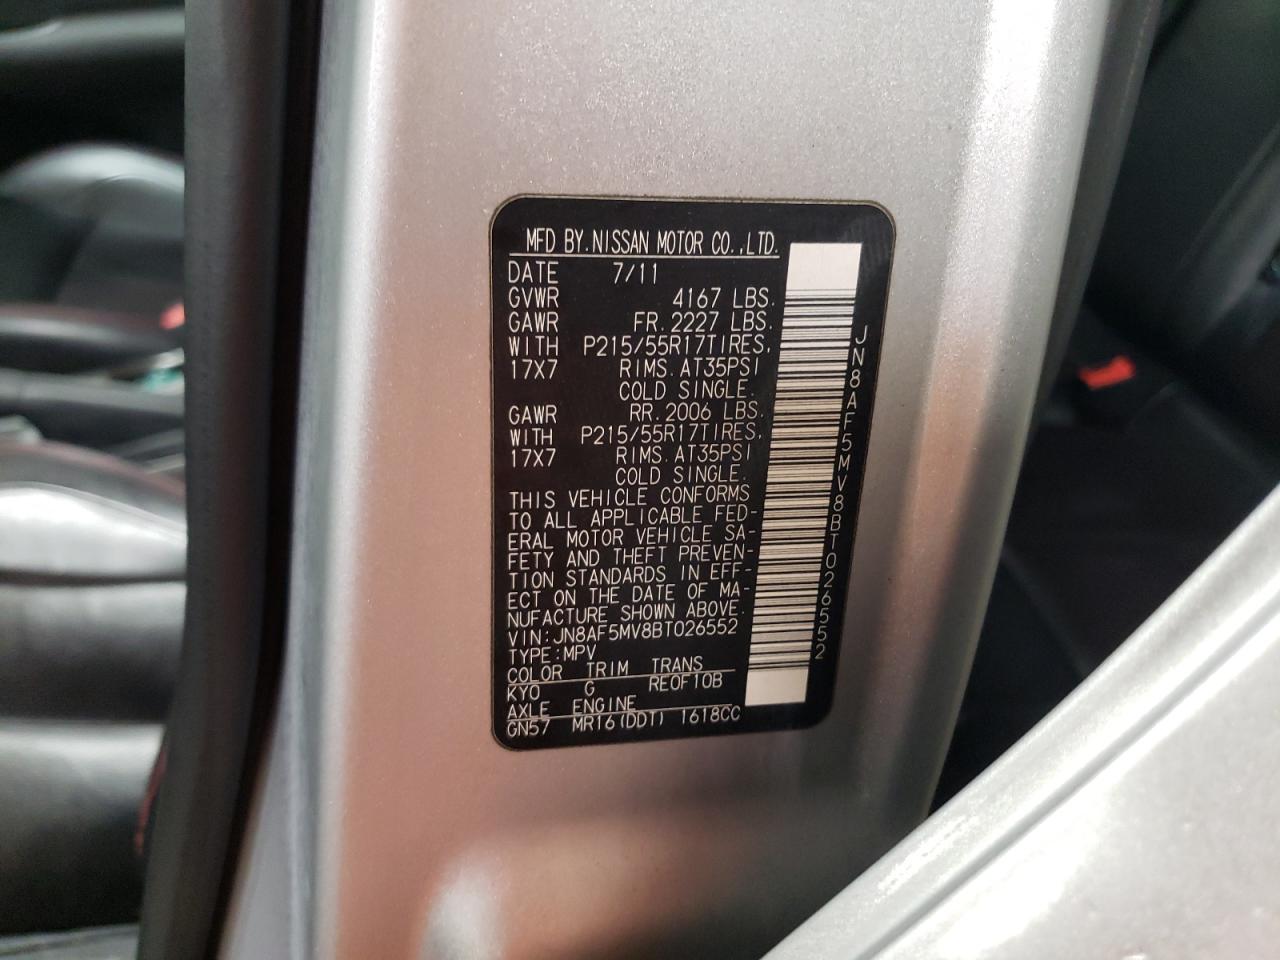 MFD BY.NISSAN MOTOR CO.,LTD.
DATE 7/11
GVWR 4167 LBS.
GAWR FR.2227 LBS.
WITH P215/55R17TIRES,
17X7 RIMS.AT35PSI
COLD SINGLE.
GAWR RR.2006 LBS.
WITH P215/55R17TIRES,
17X7 RIMS.AT35PSI
COLD SINGLE.
THIS VEHICLE CONFORMS
TO ALL APPLICABLE FED-
ERAL MOTOR VEHICLE SA-
FETY AND THEFT PREVEN-
TION STANDARDS IN EFF-
ECT ON THE DATE OF MA-
NUFACTURE SHOWN ABOVE.
VIN:JN8AF5MV8BT026552
TYPE:MPV
COLOR TRIM TRANS
KYO G RE0F10B
AXLE ENGINE
GN57 MR16(DDT) 1618CC
JN8AF5MV8BT026552